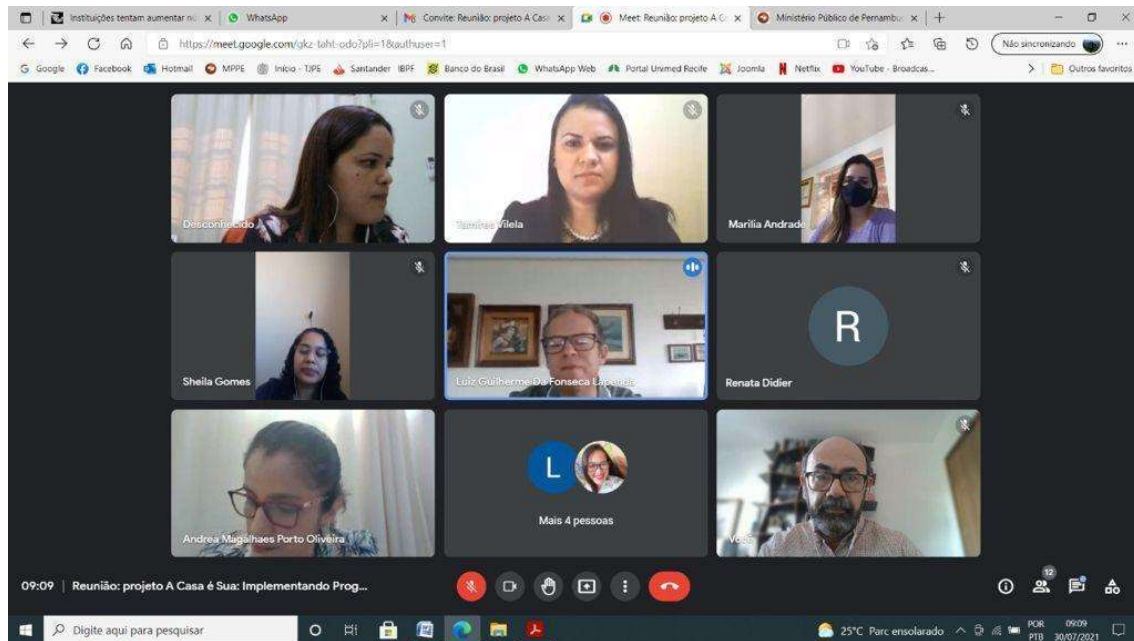 Instituições tentam aumentar nú
WhatsApp
Convite: Reunião: projeto A Casa
Meet: Reunião: projeto A C
Ministério Público de Pernambu
https://meet.google.com/gkz-taht-odo?pli=1&authuser=1
Não sincronizando
Google
Facebook
Hotmail
MPPE
Início - TJPE
Santander IBPF
Banco do Brasil
WhatsApp Web
Portal Unimed Recife
Joomla
Netflix
YouTube - Broadcas...
Outros favoritos
Desconhecido
Tamires Vilela
Marilia Andrade
Sheila Gomes
Luiz Guilherme Da Fonseca Lapenda
R
Renata Didier
Andrea Magalhaes Porto Oliveira
L
Mais 4 pessoas
Você
09:09 | Reunião: projeto A Casa é Sua: Implementando Prog...
12
Digite aqui para pesquisar
25°C Parc ensolarado
POR
PTB
09:09
30/07/2021